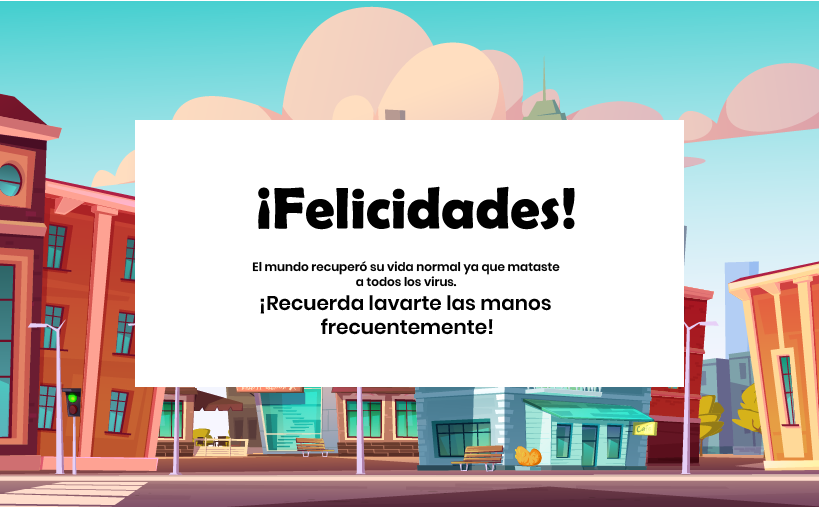 ¡Felicidades!
El mundo recuperó su vida normal ya que mataste
a todos los virus.
¡Recuerda lavarte las manos
frecuentemente!